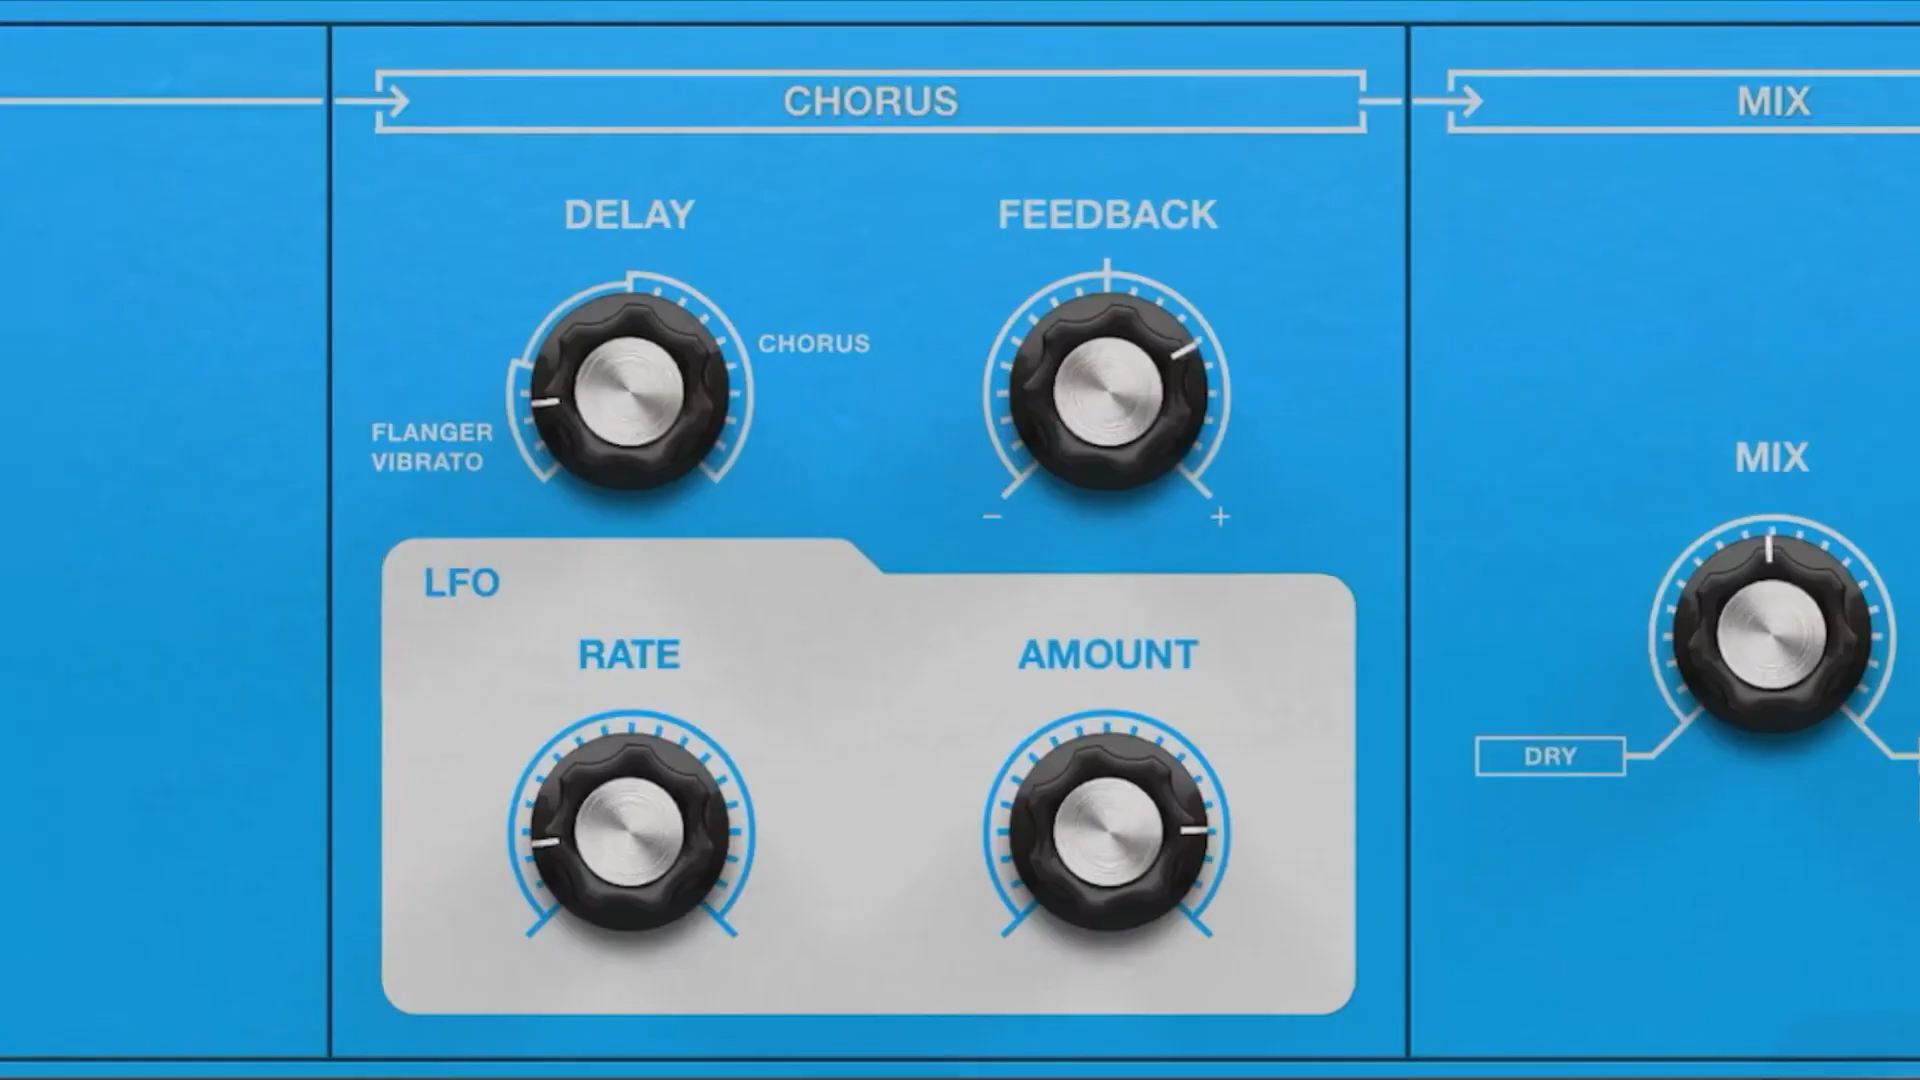 CHORUS
MIX
DELAY
FEEDBACK
CHORUS
FLANGER
VIBRATO
− +
MIX
LFO
RATE
AMOUNT
DRY